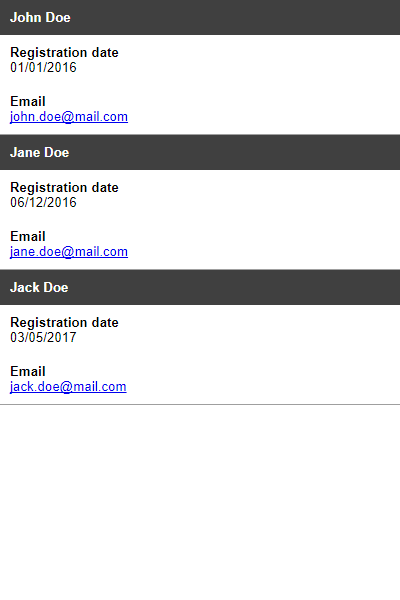 John Doe
Registration date
01/01/2016
Email
john.doe@mail.com
Jane Doe
Registration date
06/12/2016
Email
jane.doe@mail.com
Jack Doe
Registration date
03/05/2017
Email
jack.doe@mail.com